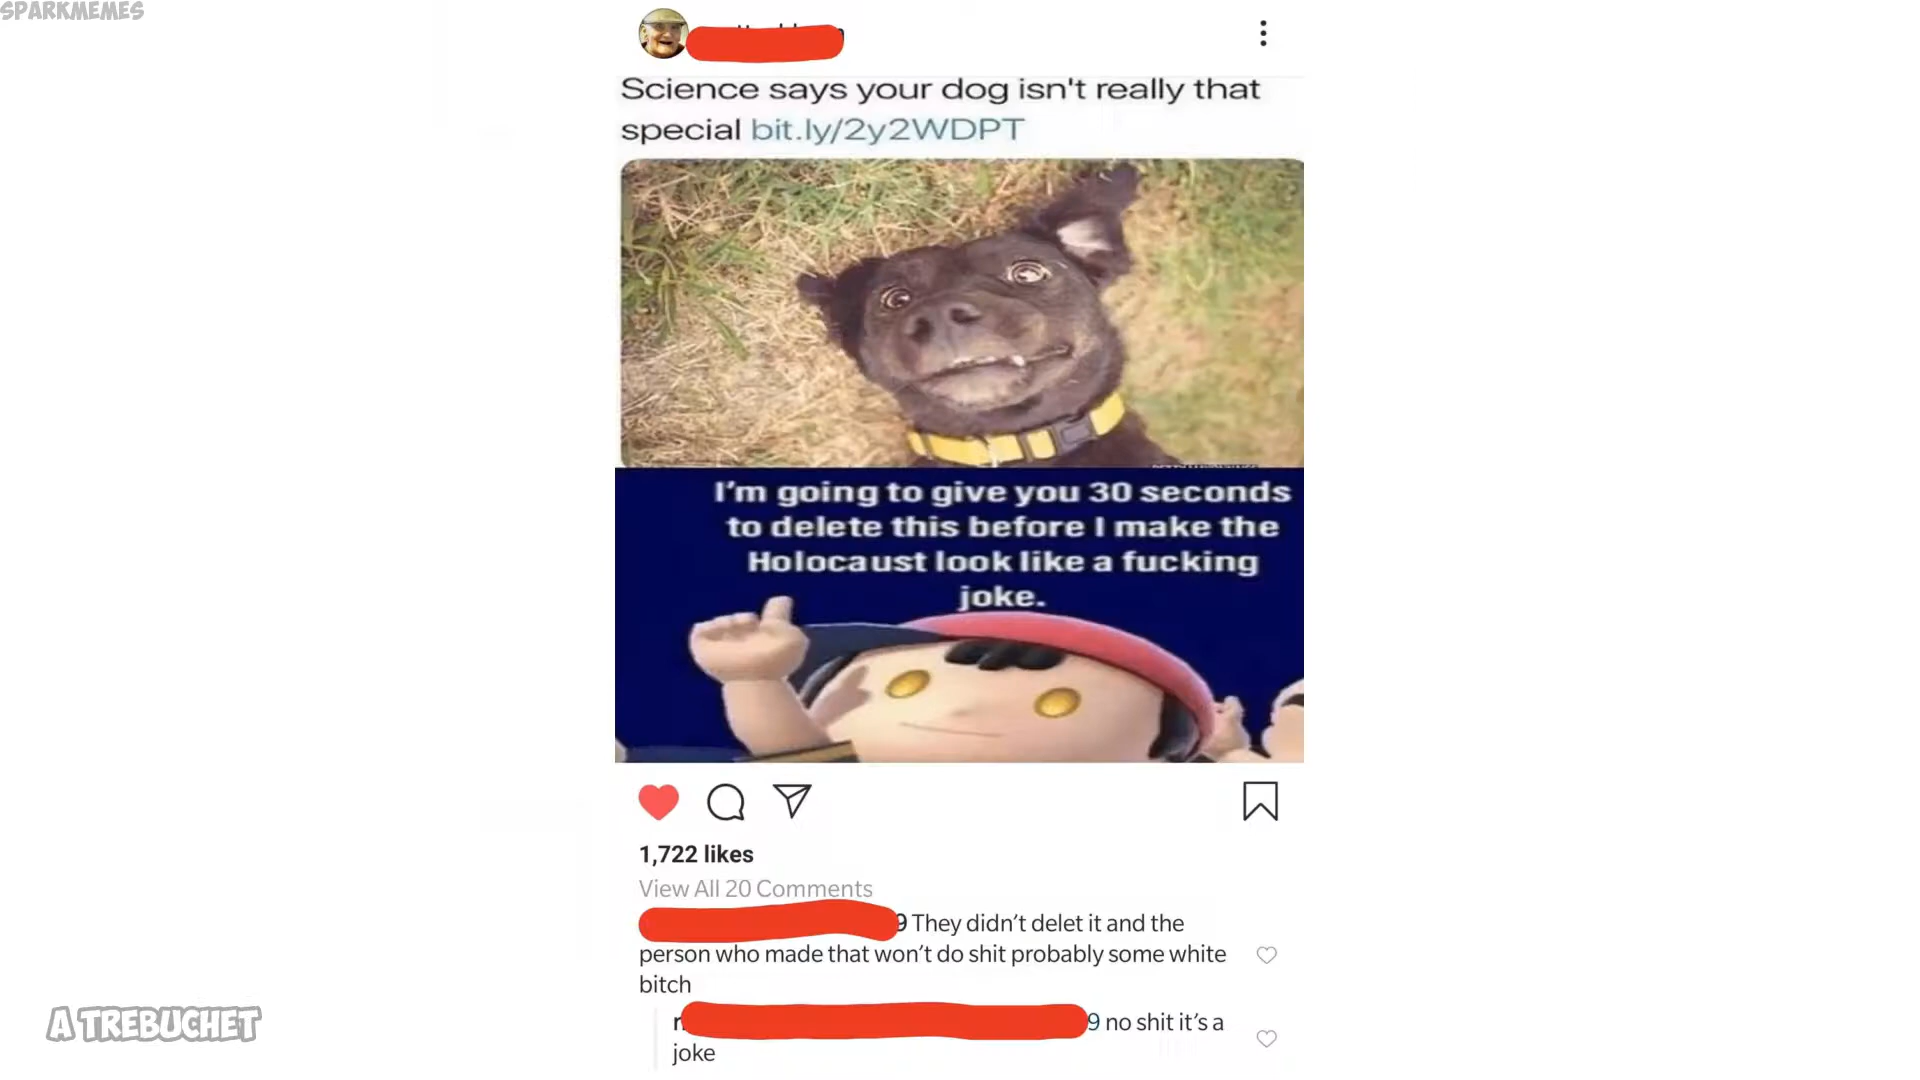 SPARKMEMES
Science says your dog isn't really that
special bit.ly/2y2WDPT
I'm going to give you 30 seconds
to delete this before I make the
Holocaust look like a fucking
joke.
1,722 likes
View All 20 Comments
9 They didn't delet it and the
person who made that won't do shit probably some white
bitch
9 no shit it's a
joke
A TREBUCHET